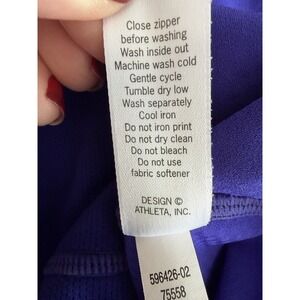 Close zipper
before washing
Wash inside out
Machine wash cold
Gentle cycle
Tumble dry low
Wash separately
Cool iron
Do not iron print
Do not dry clean
Do not bleach
Do not use
fabric softener
DESIGN ©
ATHLETA, INC.
596426-02
75558